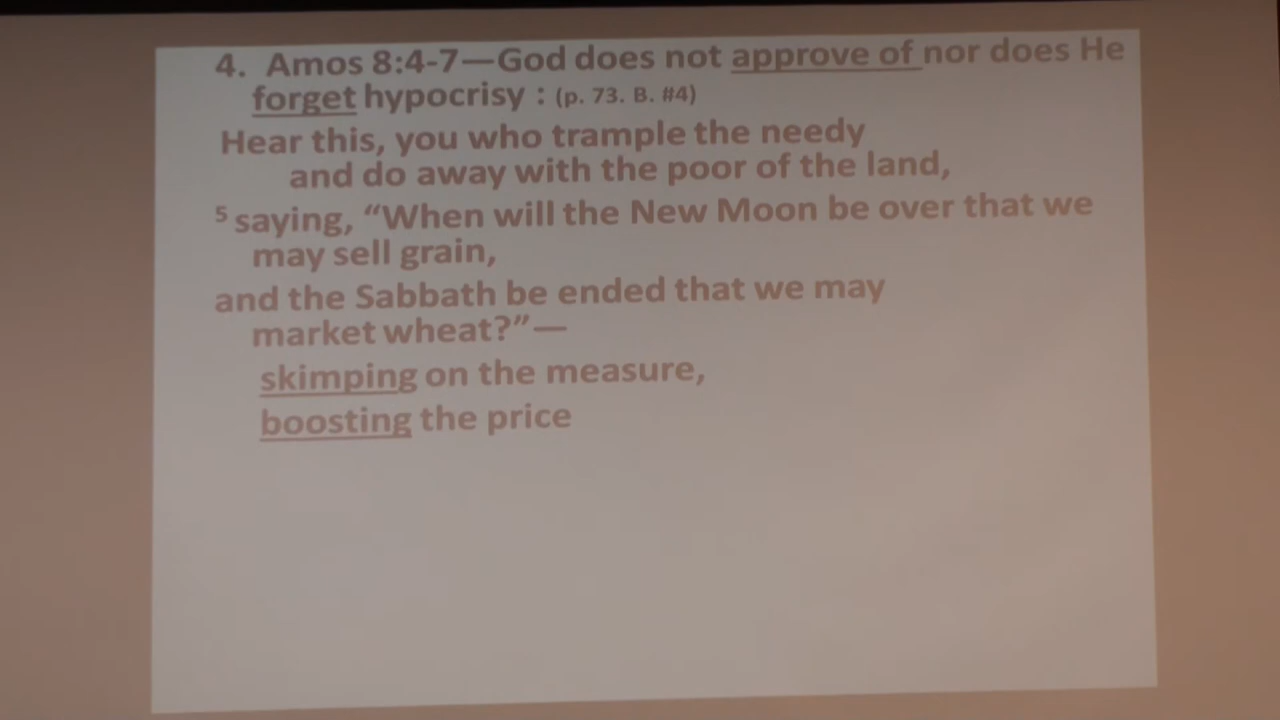 4. Amos 8:4-7—God does not approve of nor does He
forget hypocrisy : (p. 73. B. #4)
Hear this, you who trample the needy
and do away with the poor of the land,
5 saying, “When will the New Moon be over that we
may sell grain,
and the Sabbath be ended that we may
market wheat?”—
skimping on the measure,
boosting the price